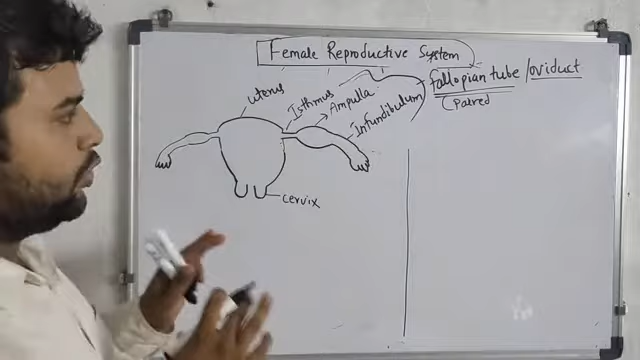 Female Reproductive System
fallopian tube / oviduct
(Paired
uterus
Isthmus
Ampulla
Infundibulum
cervix